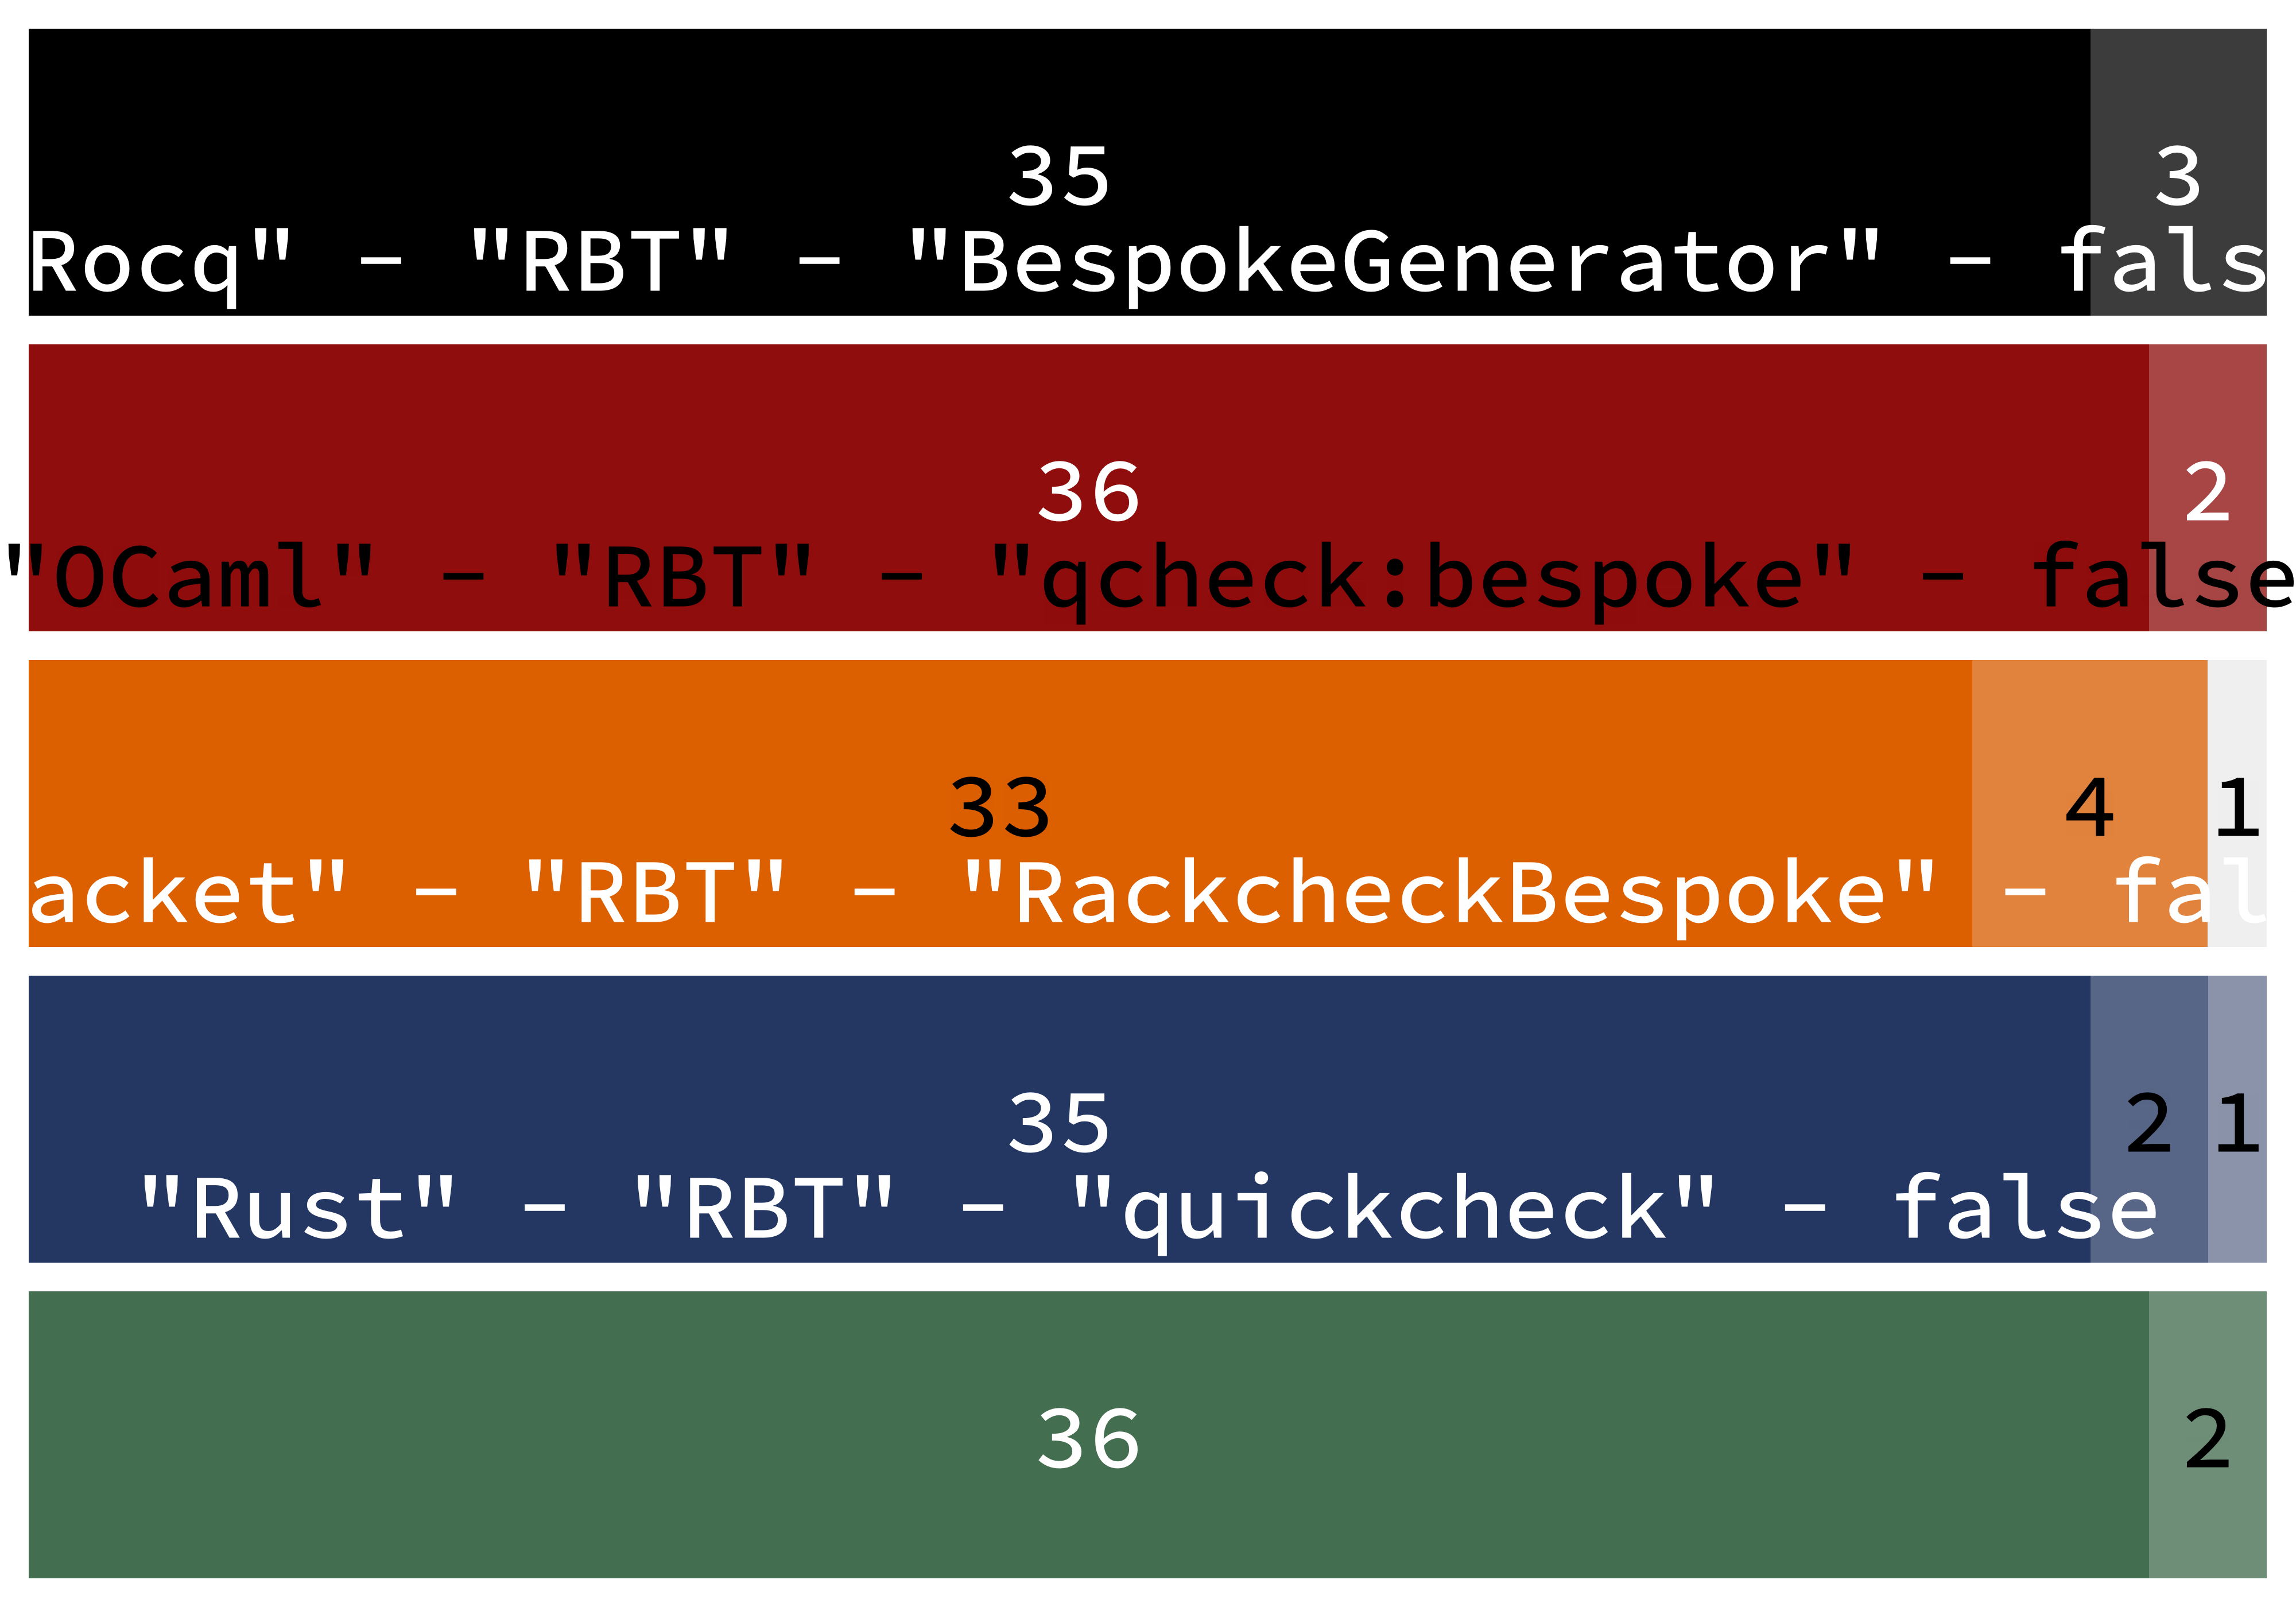 35 3
Rocq" - "RBT" - "BespokeGenerator" - fals
36 2
"OCaml" - "RBT" - "qcheck:bespoke" - false
33 4 1
acket" - "RBT" - "RackcheckBespoke" - fal
35 2 1
"Rust" - "RBT" - "quickcheck" - false
36 2